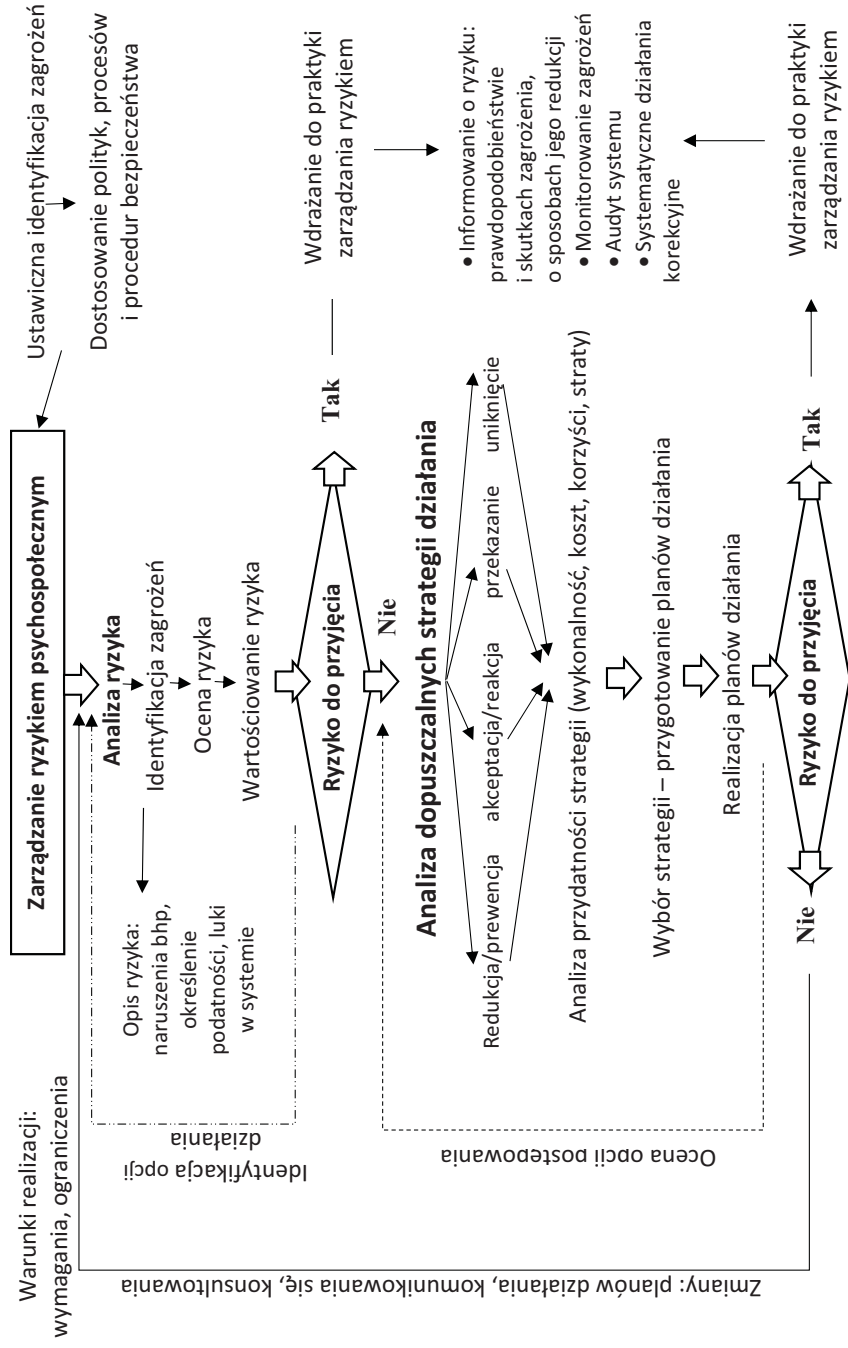 Warunki realizacji:
wymagania, ograniczenia
Zarządzanie ryzykiem psychospołecznym
Ustawiczna identyfikacja zagrożeń
Dostosowanie polityk, procesów
i procedur bezpieczeństwa
Analiza ryzyka
Identyfikacja zagrożeń
Ocena ryzyka
Wartościowanie ryzyka
Opis ryzyka:
naruszenia bhp,
określenie
podatności, luki
w systemie
Identyfikacja opcji
działania
Ryzyko do przyjęcia
Tak
Nie
Wdrażanie do praktyki
zarządzania ryzykiem
Analiza dopuszczalnych strategii działania
Redukcja/prewencja
akceptacja/reakcja
przekazanie
uniknięcie
• Informowanie o ryzyku:
prawdopodobieństwie
i skutkach zagrożenia,
o sposobach jego redukcji
• Monitorowanie zagrożeń
• Audyt systemu
• Systematyczne działania
korekcyjne
Analiza przydatności strategii (wykonalność, koszt, korzyści, straty)
Wybór strategii – przygotowanie planów działania
Realizacja planów działania
Ocena opcji postępowania
Ryzyko do przyjęcia
Nie
Tak
Wdrażanie do praktyki
zarządzania ryzykiem
Zmiany: planów działania, komunikowania się, konsultowania